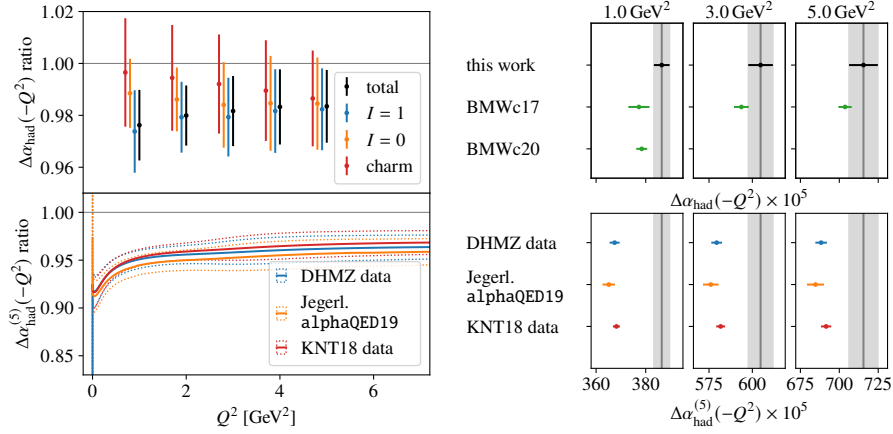 1.02
1.00
0.98
0.96
Δα_had(−Q²) ratio
total
I = 1
I = 0
charm
1.00
0.95
0.90
0.85
Δα_had^(5)(−Q²) ratio
DHMZ data
Jegerl.
alphaQED19
KNT18 data
0 2 4 6
Q² [GeV²]
1.0 GeV² 3.0 GeV² 5.0 GeV²
this work
BMWc17
BMWc20
Δα_had(−Q²) × 10⁵
DHMZ data
Jegerl.
alphaQED19
KNT18 data
360 380 575 600 675 700 725
Δα_had^(5)(−Q²) × 10⁵